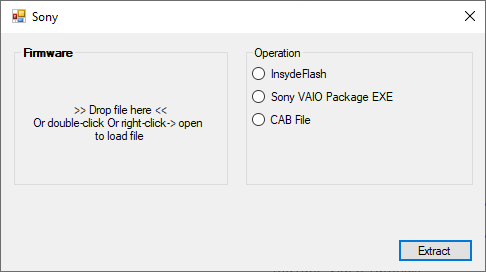 Sony
Firmware
Operation
>> Drop file here <<
Or double-click Or right-click-> open
to load file
InsydeFlash
Sony VAIO Package EXE
CAB File
Extract